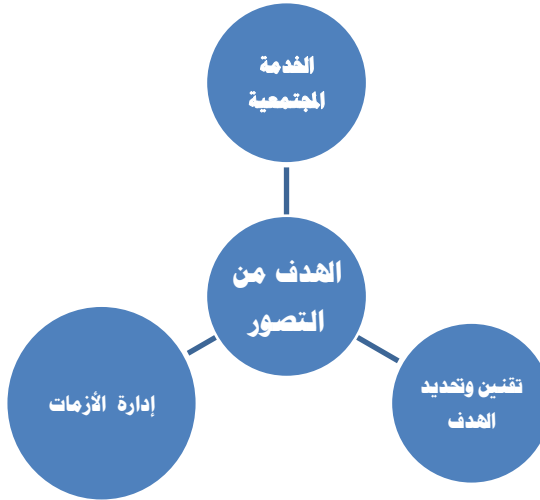 الخدمة
المجتمعية
الهدف من
التصور
تقنين وتحديد
الهدف
إدارة الأزمات